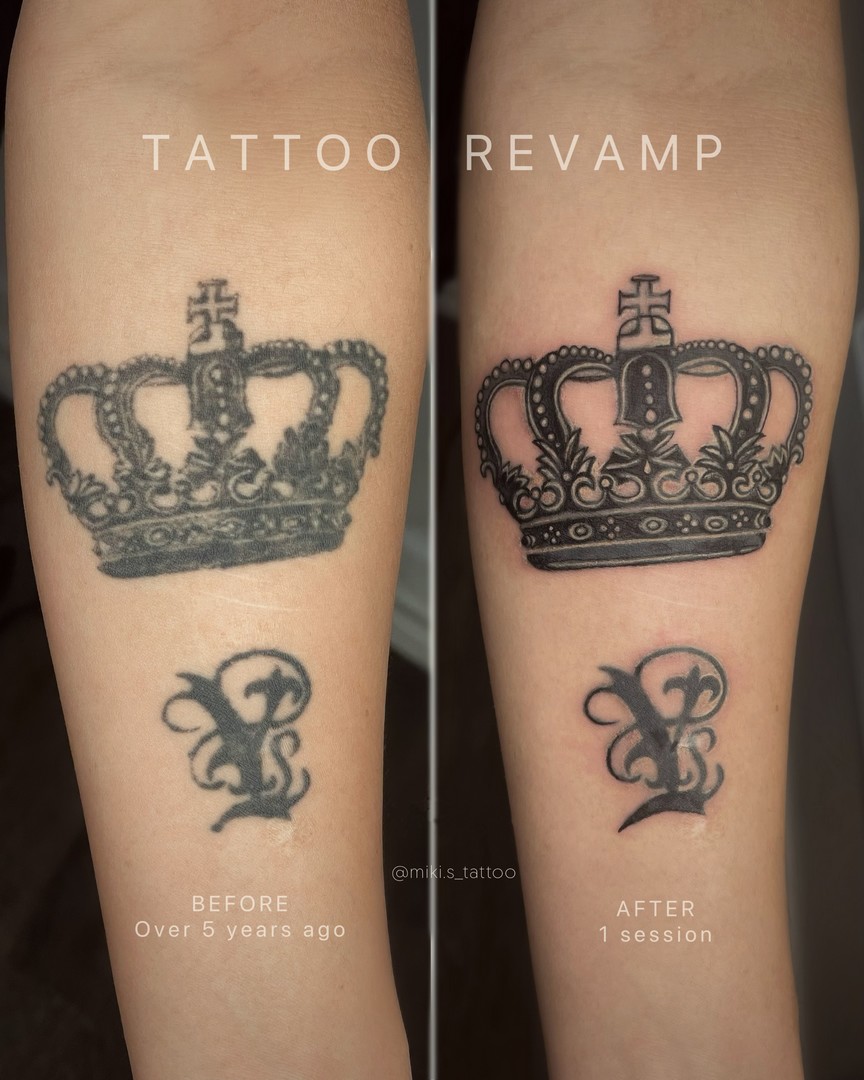 TATTOO REVAMP
@miki.s_tattoo
BEFORE
Over 5 years ago
AFTER
1 session